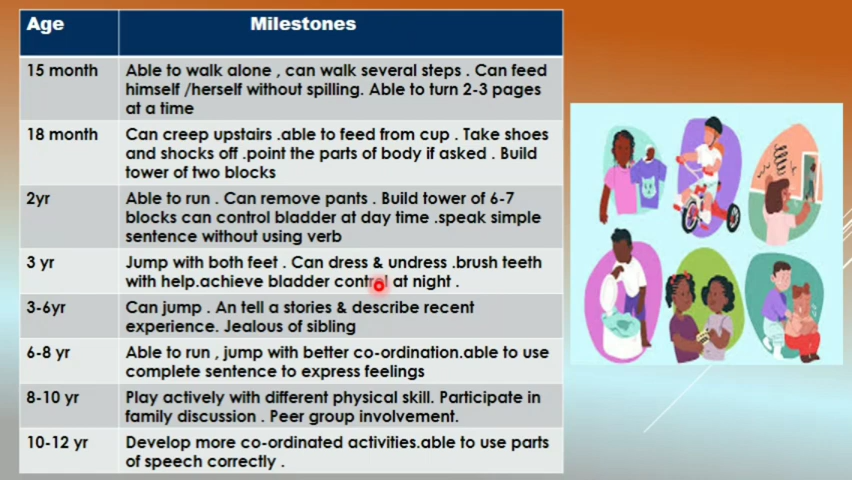 Age Milestones
15 month Able to walk alone , can walk several steps . Can feed
himself /herself without spilling. Able to turn 2-3 pages
at a time
18 month Can creep upstairs .able to feed from cup . Take shoes
and shocks off .point the parts of body if asked . Build
tower of two blocks
2yr Able to run . Can remove pants . Build tower of 6-7
blocks can control bladder at day time .speak simple
sentence without using verb
3 yr Jump with both feet . Can dress & undress .brush teeth
with help.achieve bladder control at night .
3-6yr Can jump . An tell a stories & describe recent
experience. Jealous of sibling
6-8 yr Able to run , jump with better co-ordination.able to use
complete sentence to express feelings
8-10 yr Play actively with different physical skill. Participate in
family discussion . Peer group involvement.
10-12 yr Develop more co-ordinated activities.able to use parts
of speech correctly .